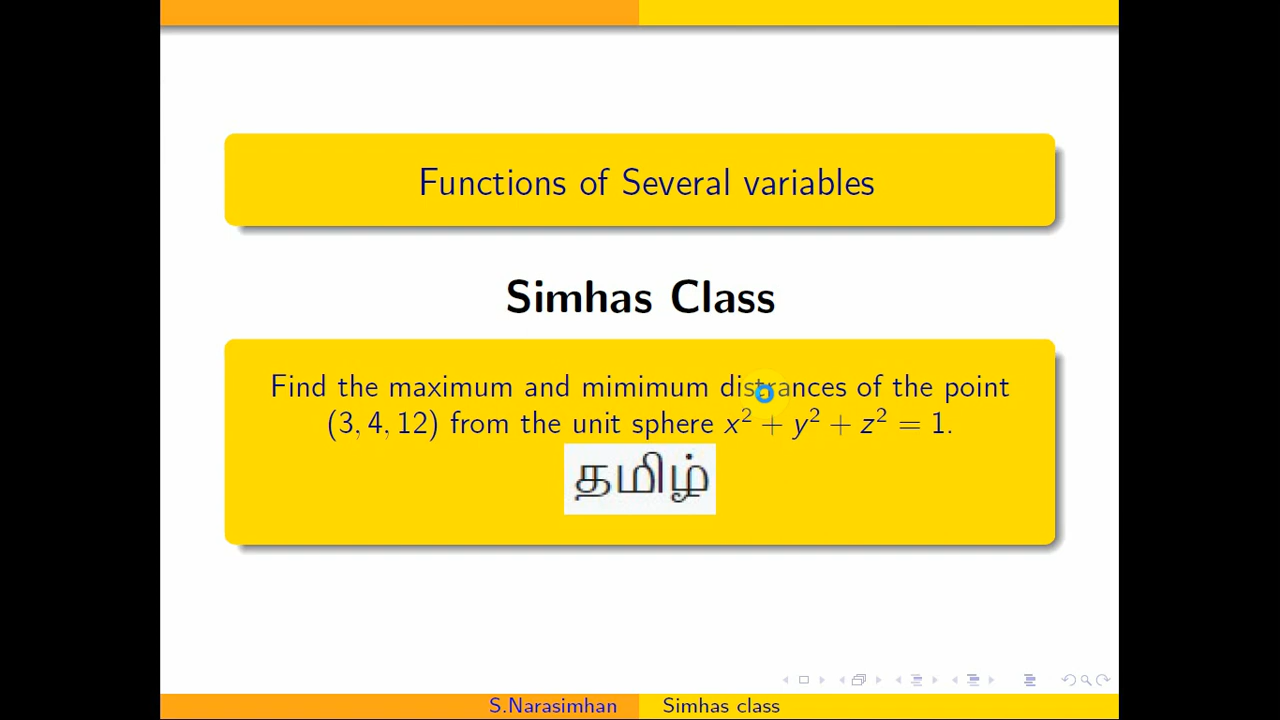 Functions of Several variables
Simhas Class
Find the maximum and mimimum distrances of the point
(3, 4, 12) from the unit sphere x² + y² + z² = 1.
தமிழ்
S.Narasimhan Simhas class